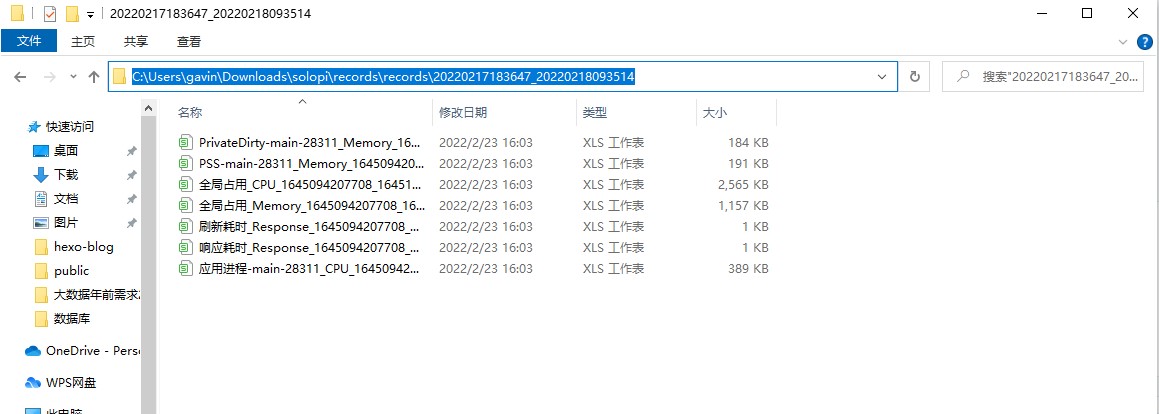 20220217183647_20220218093514
文件 主页 共享 查看
C:\Users\gavin\Downloads\solopi\records\records\20220217183647_20220218093514
搜索"20220217183647_20...
名称 修改日期 类型 大小
快速访问
桌面
下载
文档
图片
hexo-blog
public
大数据年前需求
数据库
OneDrive - Pers
WPS网盘
此电脑
PrivateDirty-main-28311_Memory_16... 2022/2/23 16:03 XLS 工作表 184 KB
PSS-main-28311_Memory_164509420... 2022/2/23 16:03 XLS 工作表 191 KB
全局占用_CPU_1645094207708_16451... 2022/2/23 16:03 XLS 工作表 2,565 KB
全局占用_Memory_1645094207708_16... 2022/2/23 16:03 XLS 工作表 1,157 KB
刷新耗时_Response_1645094207708_... 2022/2/23 16:03 XLS 工作表 1 KB
响应耗时_Response_1645094207708_... 2022/2/23 16:03 XLS 工作表 1 KB
应用进程-main-28311_CPU_16450942... 2022/2/23 16:03 XLS 工作表 389 KB